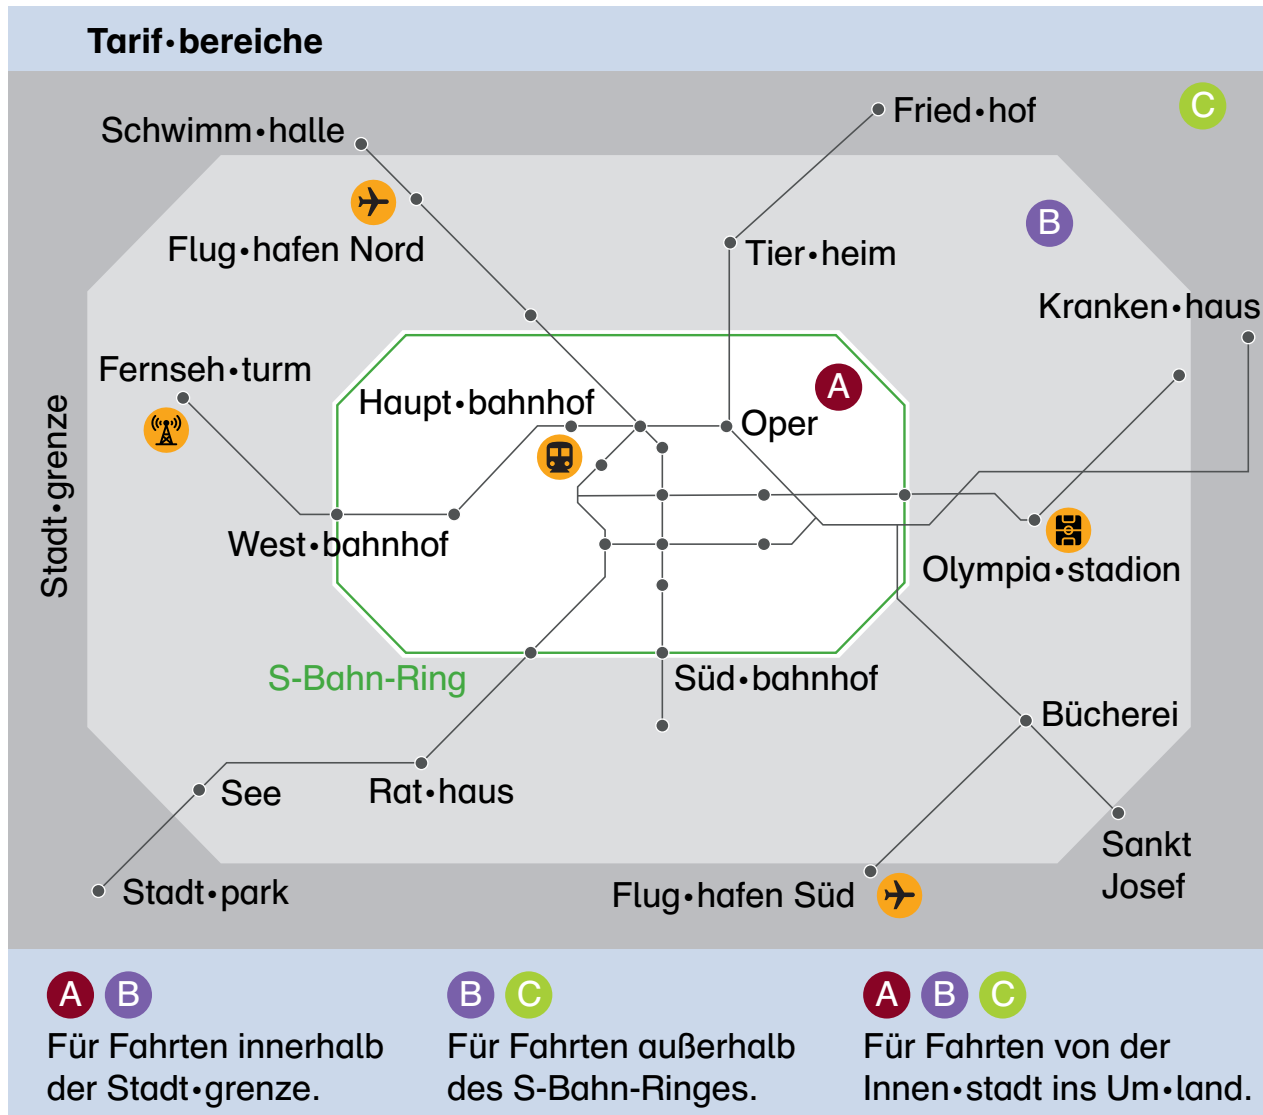 Tarif•bereiche
Fried•hof
C
Schwimm•halle
B
Flug•hafen Nord
Tier•heim
Kranken•haus
Fernseh•turm
A
Haupt•bahnhof
Oper
Stadt•grenze
West•bahnhof
Olympia•stadion
S-Bahn-Ring
Süd•bahnhof
Bücherei
See
Rat•haus
Sankt
Josef
Stadt•park
Flug•hafen Süd
A B
Für Fahrten innerhalb
der Stadt•grenze.
B C
Für Fahrten außerhalb
des S-Bahn-Ringes.
A B C
Für Fahrten von der
Innen•stadt ins Um•land.